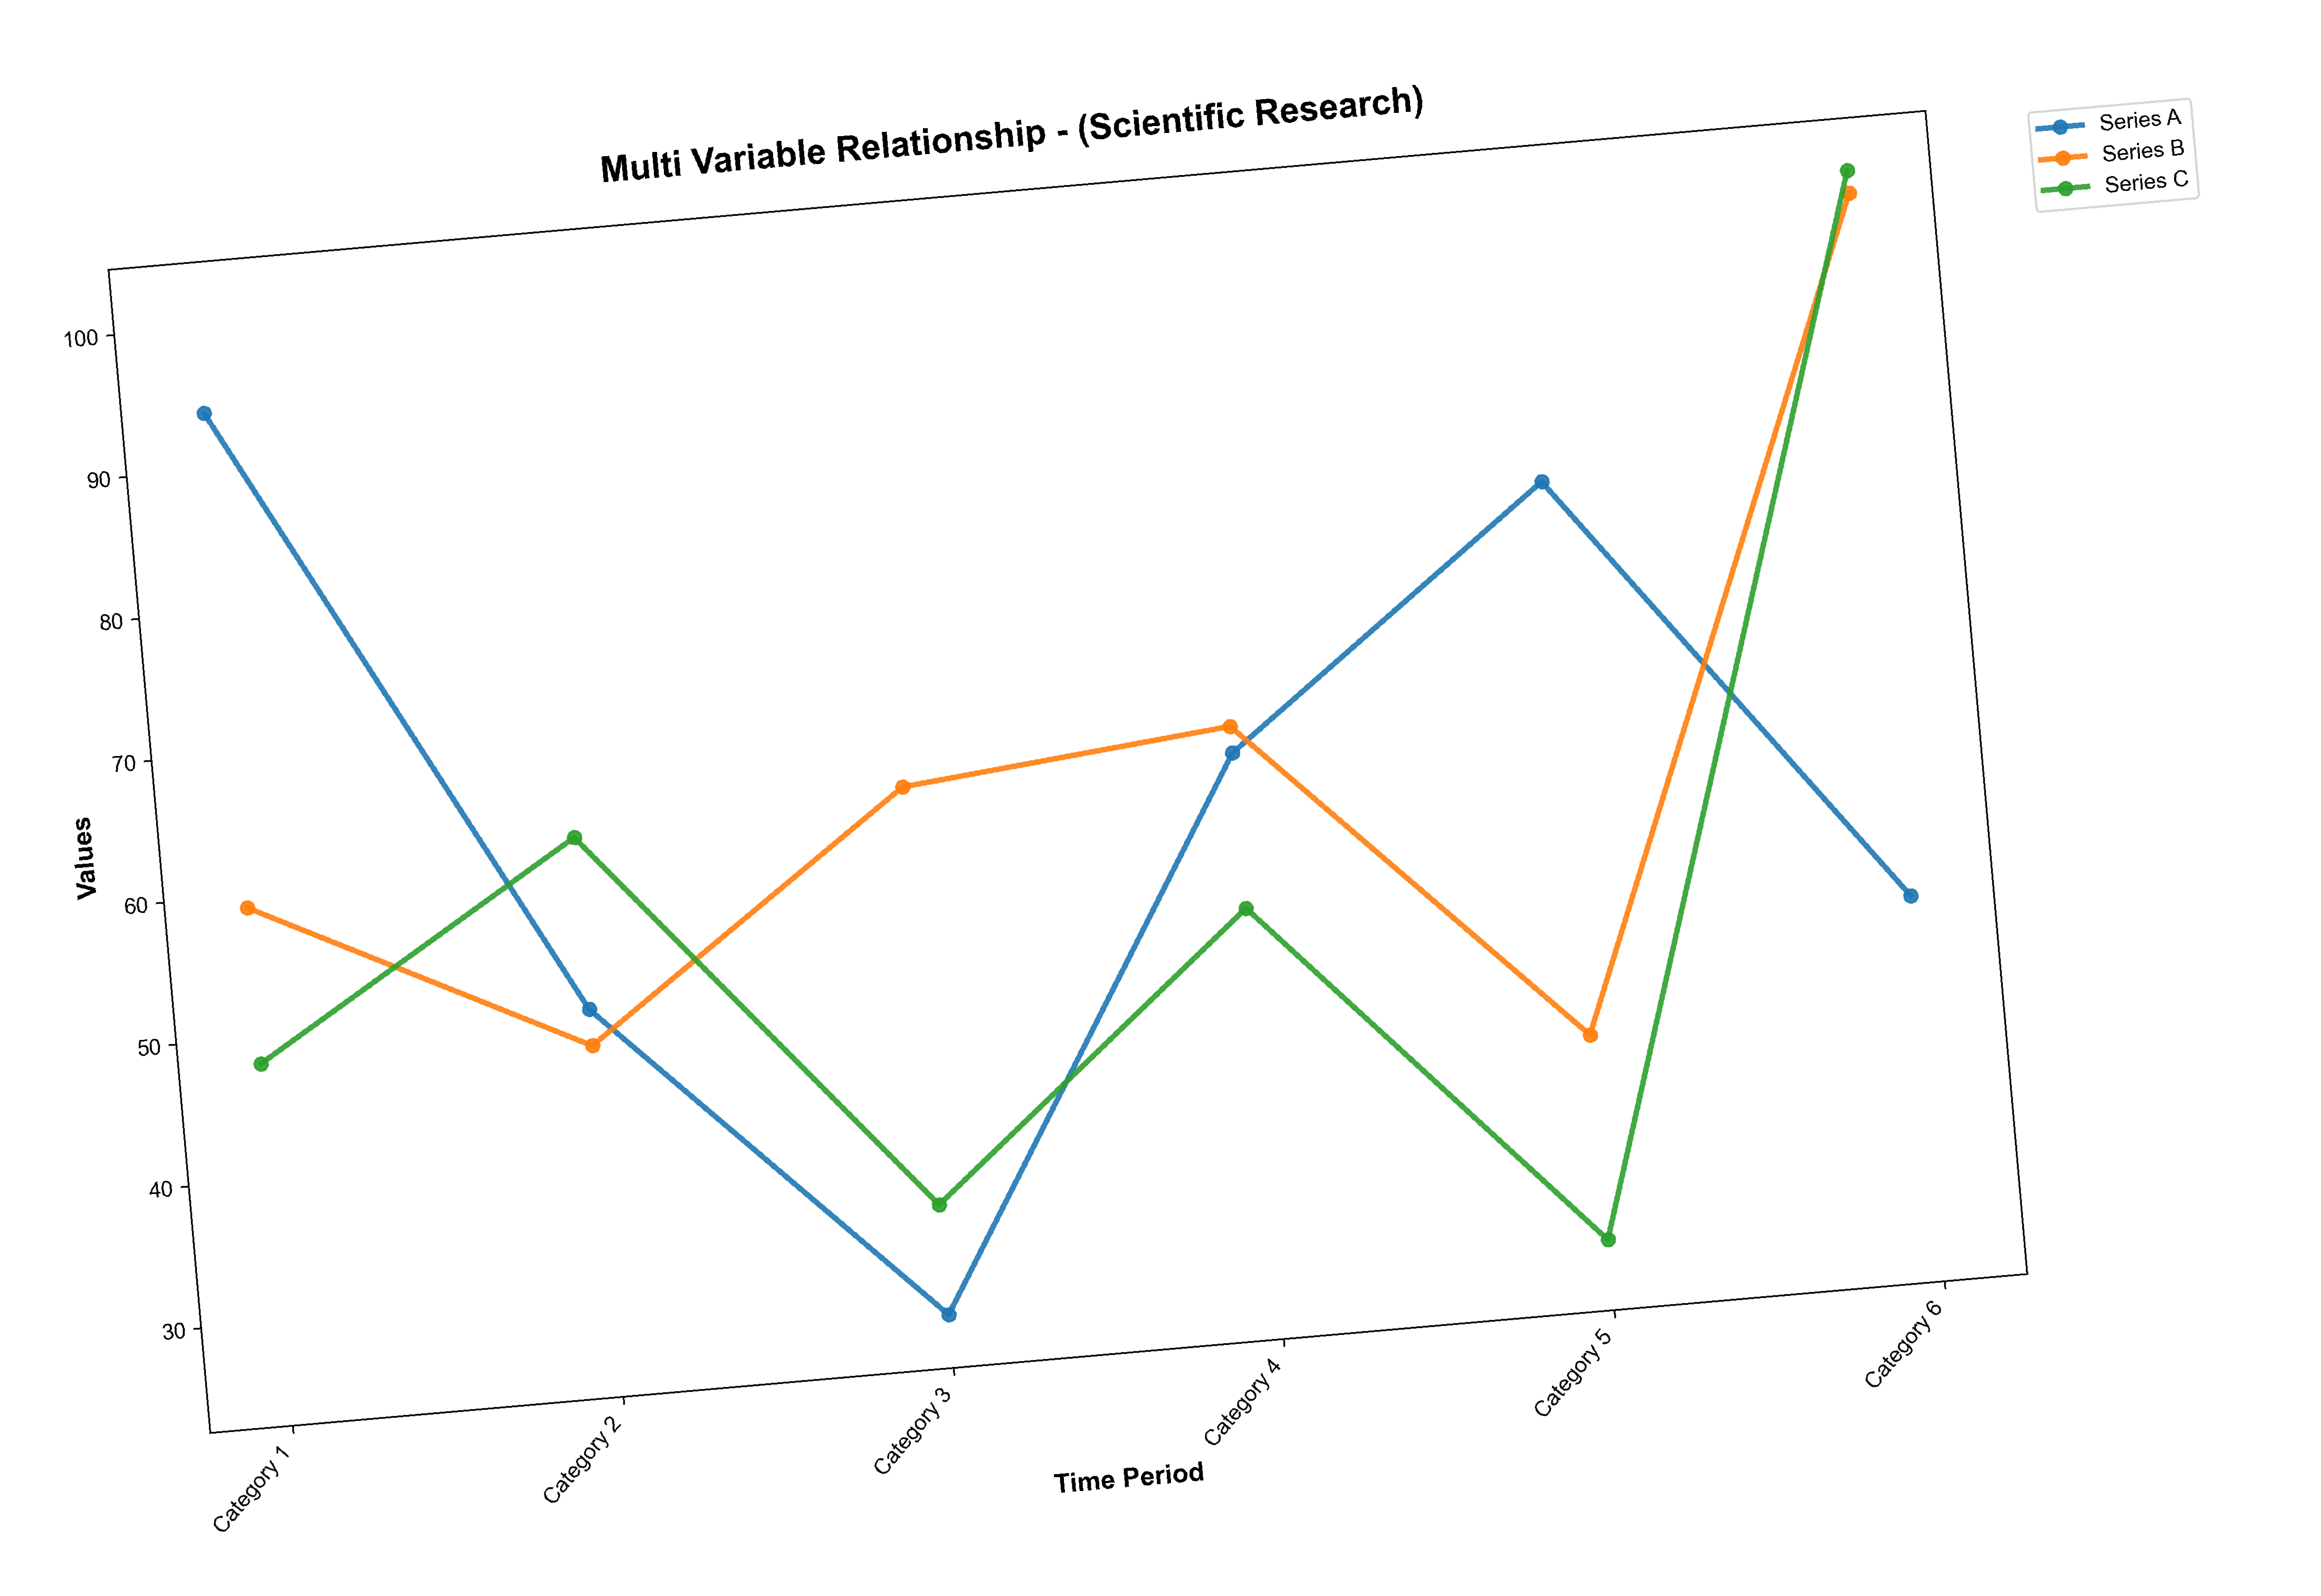 Multi Variable Relationship - (Scientific Research)
Series A
Series B
Series C
100
90
80
70
60
50
40
30
Values
Category 1
Category 2
Category 3
Category 4
Category 5
Category 6
Time Period